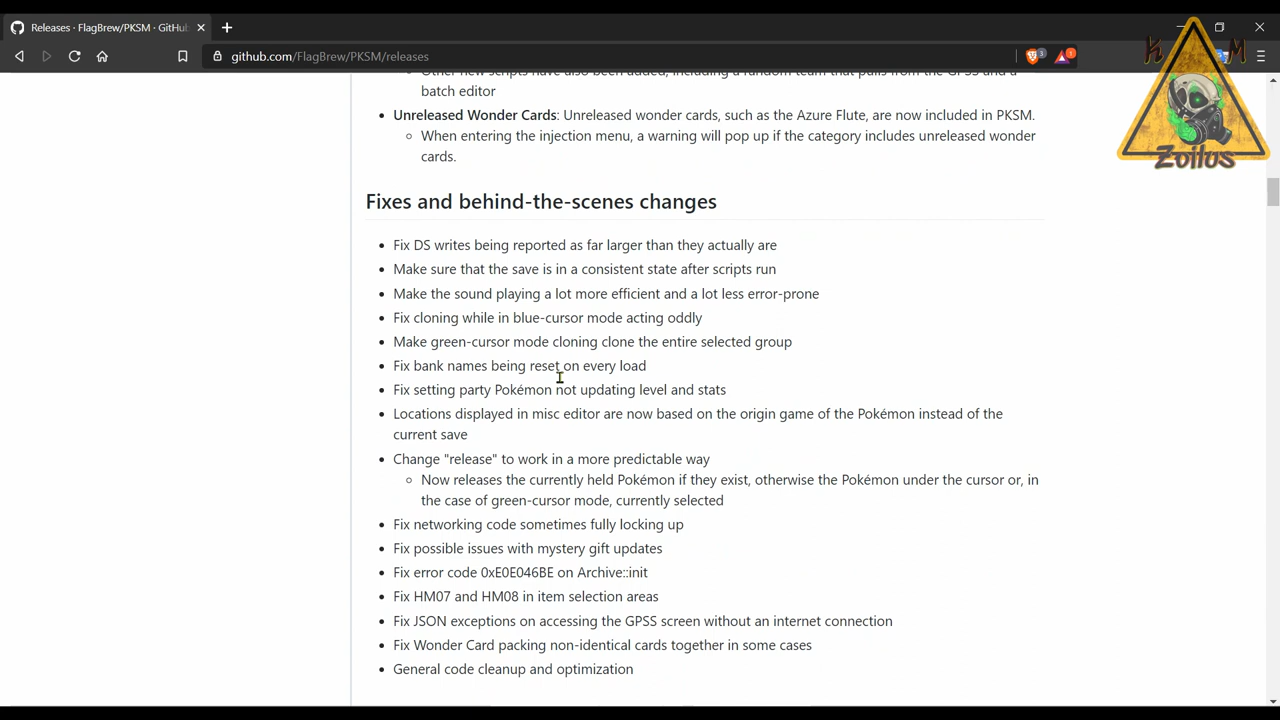 Releases · FlagBrew/PKSM · GitHu
github.com/FlagBrew/PKSM/releases
3
1
K M
Zoilus
Other new scripts have also been added, including a random team that pulls from the GPSS and a
batch editor
Unreleased Wonder Cards: Unreleased wonder cards, such as the Azure Flute, are now included in PKSM.
When entering the injection menu, a warning will pop up if the category includes unreleased wonder
cards.
Fixes and behind-the-scenes changes
Fix DS writes being reported as far larger than they actually are
Make sure that the save is in a consistent state after scripts run
Make the sound playing a lot more efficient and a lot less error-prone
Fix cloning while in blue-cursor mode acting oddly
Make green-cursor mode cloning clone the entire selected group
Fix bank names being reset on every load
Fix setting party Pokémon not updating level and stats
Locations displayed in misc editor are now based on the origin game of the Pokémon instead of the
current save
Change "release" to work in a more predictable way
Now releases the currently held Pokémon if they exist, otherwise the Pokémon under the cursor or, in
the case of green-cursor mode, currently selected
Fix networking code sometimes fully locking up
Fix possible issues with mystery gift updates
Fix error code 0xE0E046BE on Archive::init
Fix HM07 and HM08 in item selection areas
Fix JSON exceptions on accessing the GPSS screen without an internet connection
Fix Wonder Card packing non-identical cards together in some cases
General code cleanup and optimization